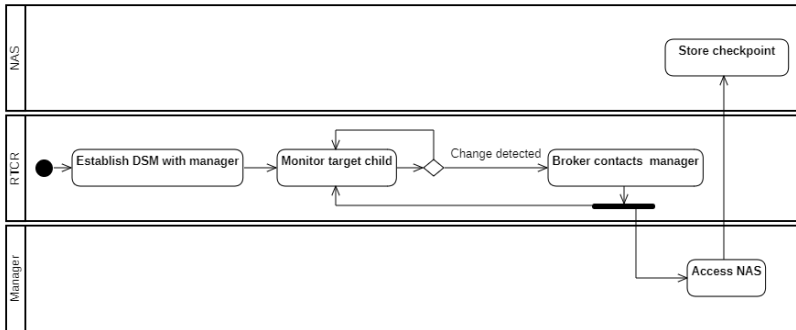 NAS
Store checkpoint
RTCR
Establish DSM with manager
Monitor target child
Change detected
Broker contacts manager
Manager
Access NAS